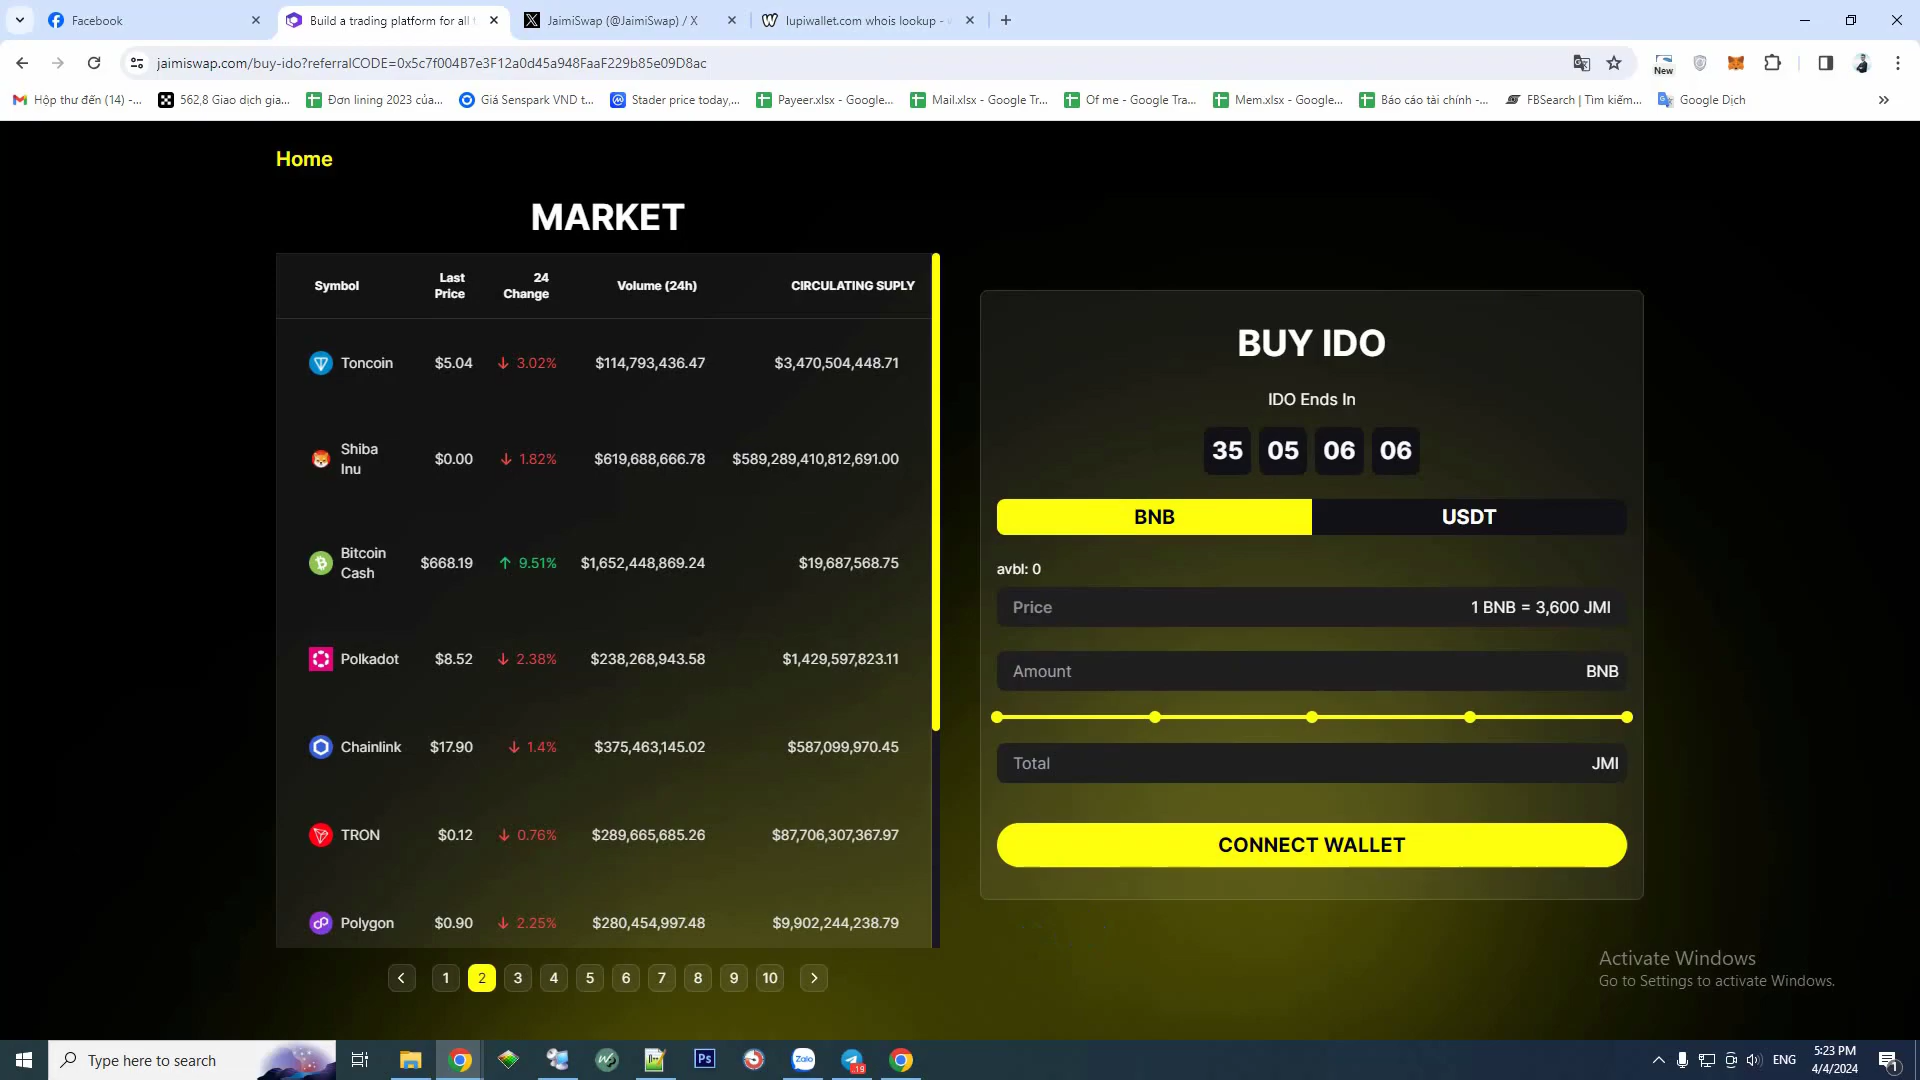 Facebook
Build a trading platform for all
JaimiSwap (@JaimiSwap) / X
lupiwallet.com whois lookup -
jaimiswap.com/buy-ido?referralCODE=0x5c7f004B7e3F12a0d45a948FaaF229b85e09D8ac
New
Hộp thư đến (14) -...
562,8 Giao dịch gia...
Đơn lining 2023 của...
Giá Senspark VND t...
Stader price today,...
Payeer.xlsx - Google...
Mail.xlsx - Google Tr...
Of me - Google Tra...
Mem.xlsx - Google...
Báo cáo tài chính -...
FBSearch | Tìm kiếm...
Google Dịch
Home
MARKET
Symbol Last Price 24 Change Volume (24h) CIRCULATING SUPLY
Toncoin $5.04 3.02% $114,793,436.47 $3,470,504,448.71
Shiba Inu $0.00 1.82% $619,688,666.78 $589,289,410,812,691.00
Bitcoin Cash $668.19 9.51% $1,652,448,869.24 $19,687,568.75
Polkadot $8.52 2.38% $238,268,943.58 $1,429,597,823.11
Chainlink $17.90 1.4% $375,463,145.02 $587,099,970.45
TRON $0.12 0.76% $289,665,685.26 $87,706,307,367.97
Polygon $0.90 2.25% $280,454,997.48 $9,902,244,238.79
1 2 3 4 5 6 7 8 9 10
BUY IDO
IDO Ends In
35 05 06 06
BNB USDT
avbl: 0
Price 1 BNB = 3,600 JMI
Amount BNB
Total JMI
CONNECT WALLET
Activate Windows
Go to Settings to activate Windows.
Type here to search
Ps
Zalo
19
ENG
5:23 PM
4/4/2024
1